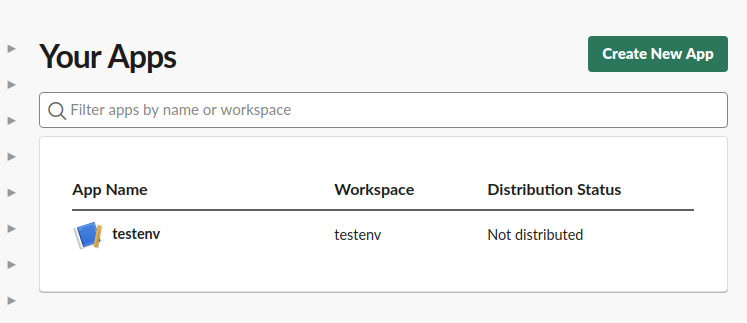 Your Apps
Create New App
Filter apps by name or workspace
App Name Workspace Distribution Status
testenv testenv Not distributed